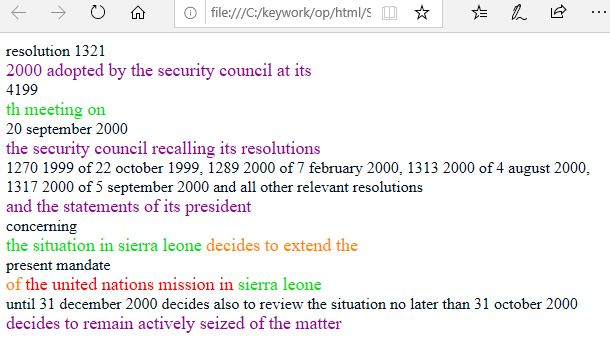 file:///C:/keywork/op/html/S
resolution 1321
2000 adopted by the security council at its
4199
th meeting on
20 september 2000
the security council recalling its resolutions
1270 1999 of 22 october 1999, 1289 2000 of 7 february 2000, 1313 2000 of 4 august 2000,
1317 2000 of 5 september 2000 and all other relevant resolutions
and the statements of its president
concerning
the situation in sierra leone decides to extend the
present mandate
of the united nations mission in sierra leone
until 31 december 2000 decides also to review the situation no later than 31 october 2000
decides to remain actively seized of the matter